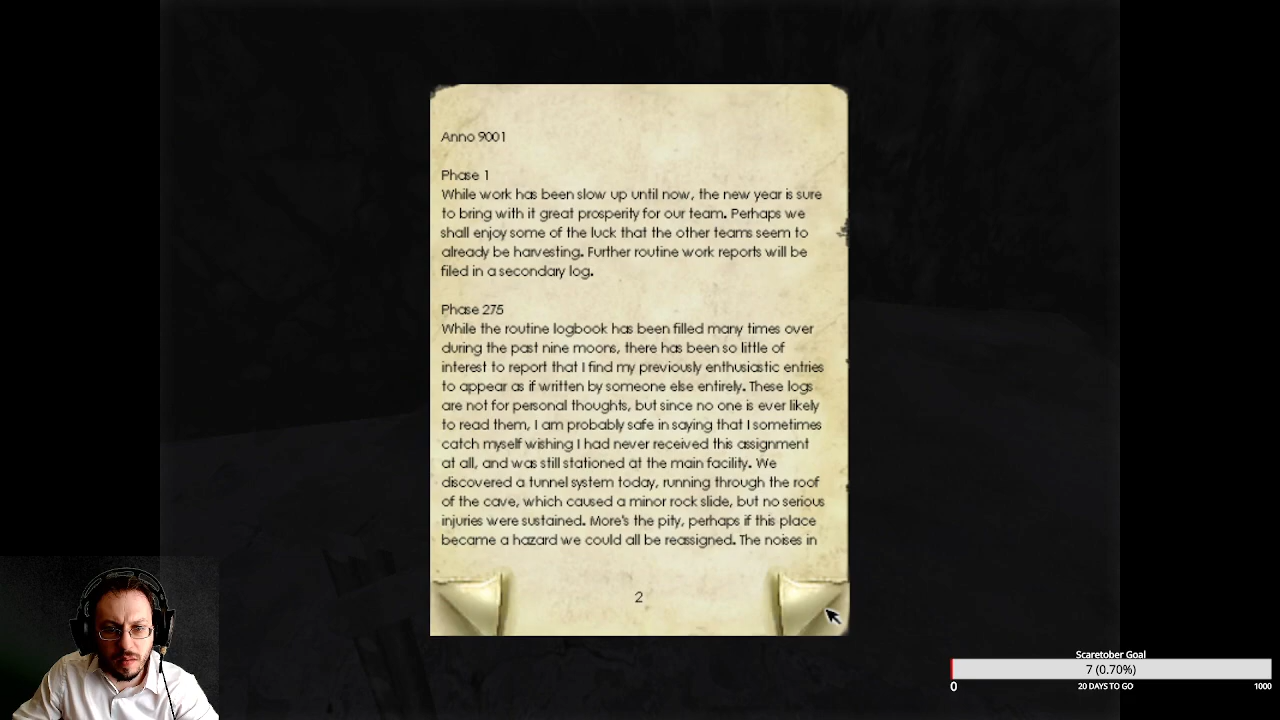 Anno 9001
Phase 1
While work has been slow up until now, the new year is sure
to bring with it great prosperity for our team. Perhaps we
shall enjoy some of the luck that the other teams seem to
already be harvesting. Further routine work reports will be
filed in a secondary log.
Phase 275
While the routine logbook has been filled many times over
during the past nine moons, there has been so little of
interest to report that I find my previously enthusiastic entries
to appear as if written by someone else entirely. These logs
are not for personal thoughts, but since no one is ever likely
to read them, I am probably safe in saying that I sometimes
catch myself wishing I had never received this assignment
at all, and was still stationed at the main facility. We
discovered a tunnel system today, running through the roof
of the cave, which caused a minor rock slide, but no serious
injuries were sustained. More's the pity, perhaps if this place
became a hazard we could all be reassigned. The noises in
2
Scaretober Goal
7 (0.70%)
0
20 DAYS TO GO
1000